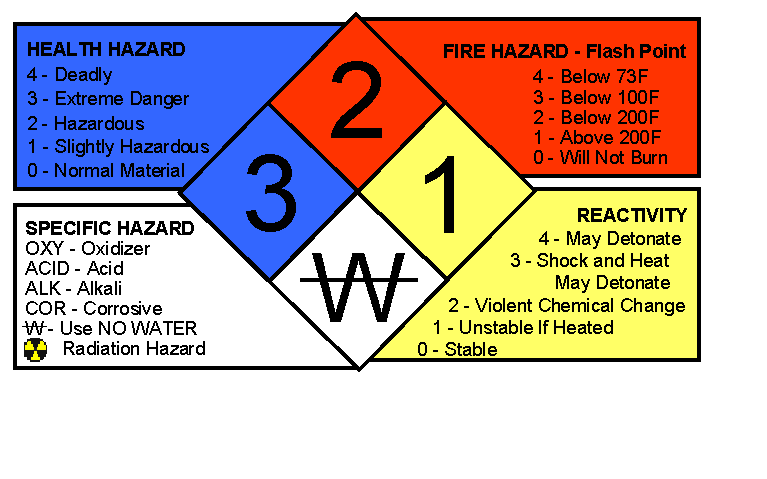 HEALTH HAZARD
4 - Deadly
3 - Extreme Danger
2 - Hazardous
1 - Slightly Hazardous
0 - Normal Material
FIRE HAZARD - Flash Point
4 - Below 73F
3 - Below 100F
2 - Below 200F
1 - Above 200F
0 - Will Not Burn
2
3
1
W
SPECIFIC HAZARD
OXY - Oxidizer
ACID - Acid
ALK - Alkali
COR - Corrosive
W - Use NO WATER
Radiation Hazard
REACTIVITY
4 - May Detonate
3 - Shock and Heat
May Detonate
2 - Violent Chemical Change
1 - Unstable If Heated
0 - Stable